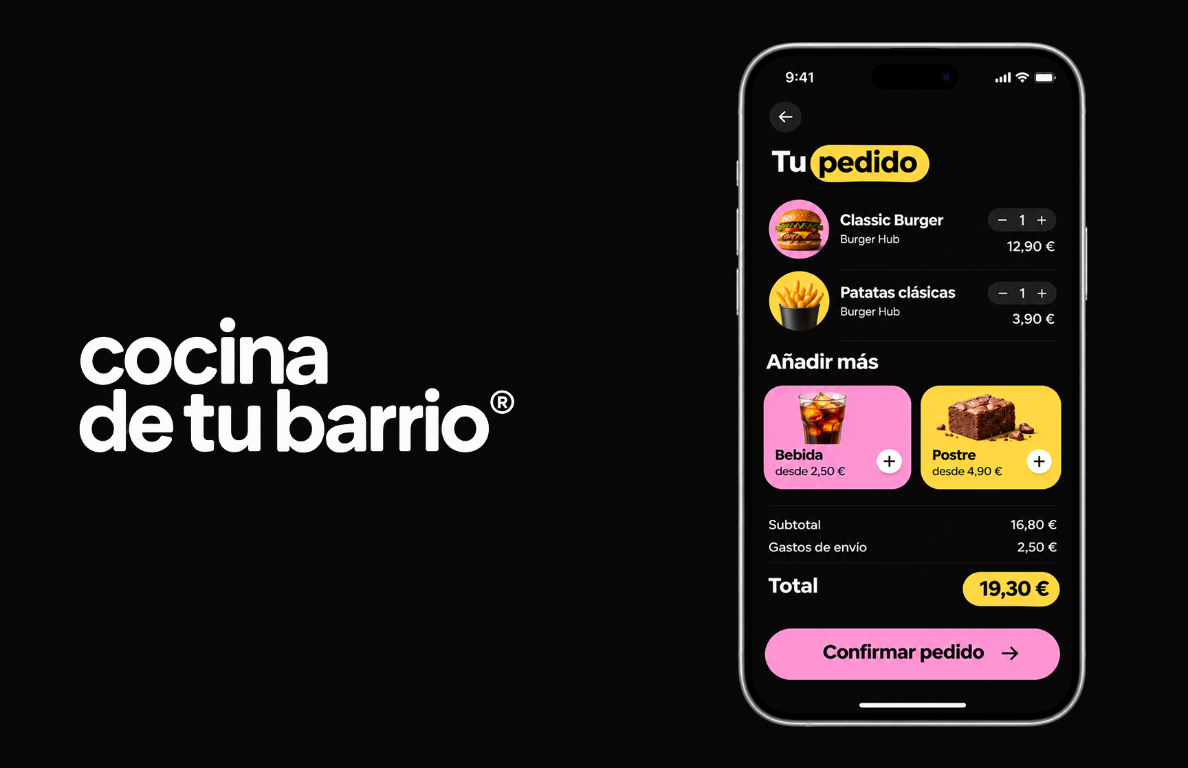 cocina
de tu barrio®
9:41
Tu pedido
Classic Burger
Burger Hub
− 1 +
12,90 €
Patatas clásicas
Burger Hub
− 1 +
3,90 €
Añadir más
Bebida
desde 2,50 €
+
Postre
desde 4,90 €
+
Subtotal 16,80 €
Gastos de envío 2,50 €
Total 19,30 €
Confirmar pedido →